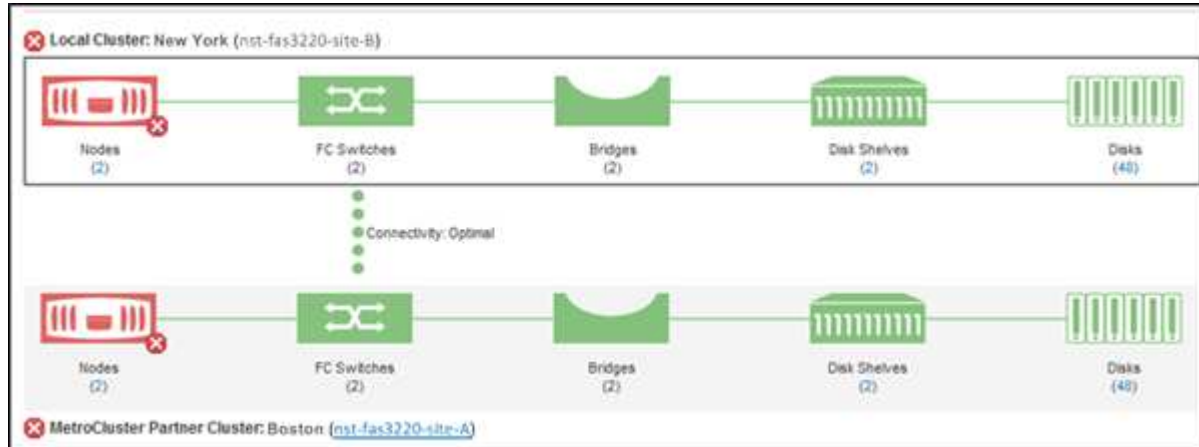 Local Cluster: New York (nst-fas3220-site-B)
Nodes
(2)
FC Switches
(2)
Bridges
(2)
Disk Shelves
(2)
Disks
(48)
Connectivity: Optimal
Nodes
(2)
FC Switches
(2)
Bridges
(2)
Disk Shelves
(2)
Disks
(48)
MetroCluster Partner Cluster: Boston (nst-fas3220-site-A)